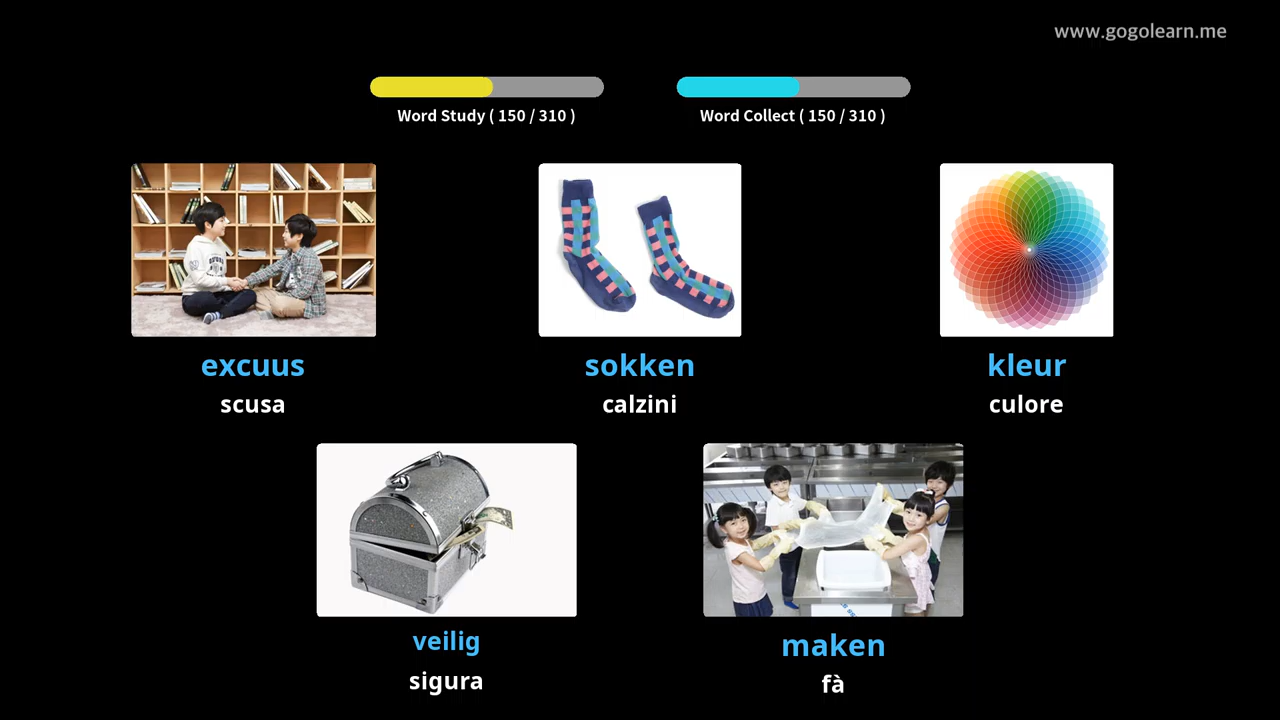 www.gogolearn.me
Word Study ( 150 / 310 )
Word Collect ( 150 / 310 )
excuus
scusa
sokken
calzini
kleur
culore
veilig
sigura
maken
fà